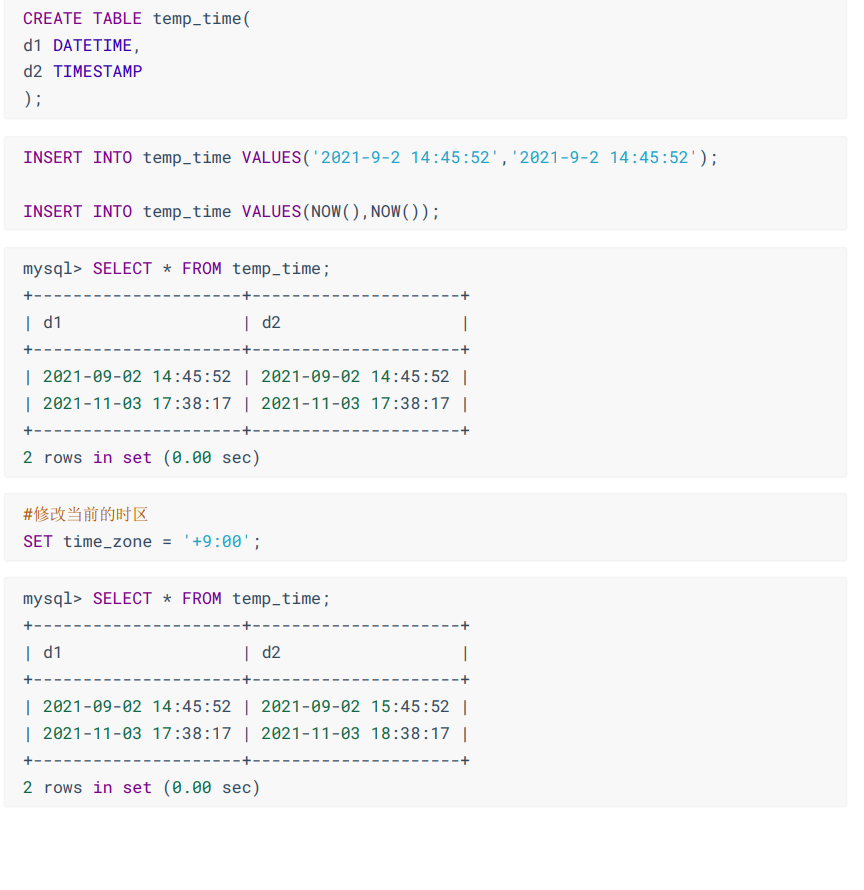 CREATE TABLE temp_time(
d1 DATETIME,
d2 TIMESTAMP
);
INSERT INTO temp_time VALUES('2021-9-2 14:45:52','2021-9-2 14:45:52');
INSERT INTO temp_time VALUES(NOW(),NOW());
mysql> SELECT * FROM temp_time;
+---------------------+---------------------+
| d1                  | d2                  |
+---------------------+---------------------+
| 2021-09-02 14:45:52 | 2021-09-02 14:45:52 |
| 2021-11-03 17:38:17 | 2021-11-03 17:38:17 |
+---------------------+---------------------+
2 rows in set (0.00 sec)
#修改当前的时区
SET time_zone = '+9:00';
mysql> SELECT * FROM temp_time;
+---------------------+---------------------+
| d1                  | d2                  |
+---------------------+---------------------+
| 2021-09-02 14:45:52 | 2021-09-02 15:45:52 |
| 2021-11-03 17:38:17 | 2021-11-03 18:38:17 |
+---------------------+---------------------+
2 rows in set (0.00 sec)